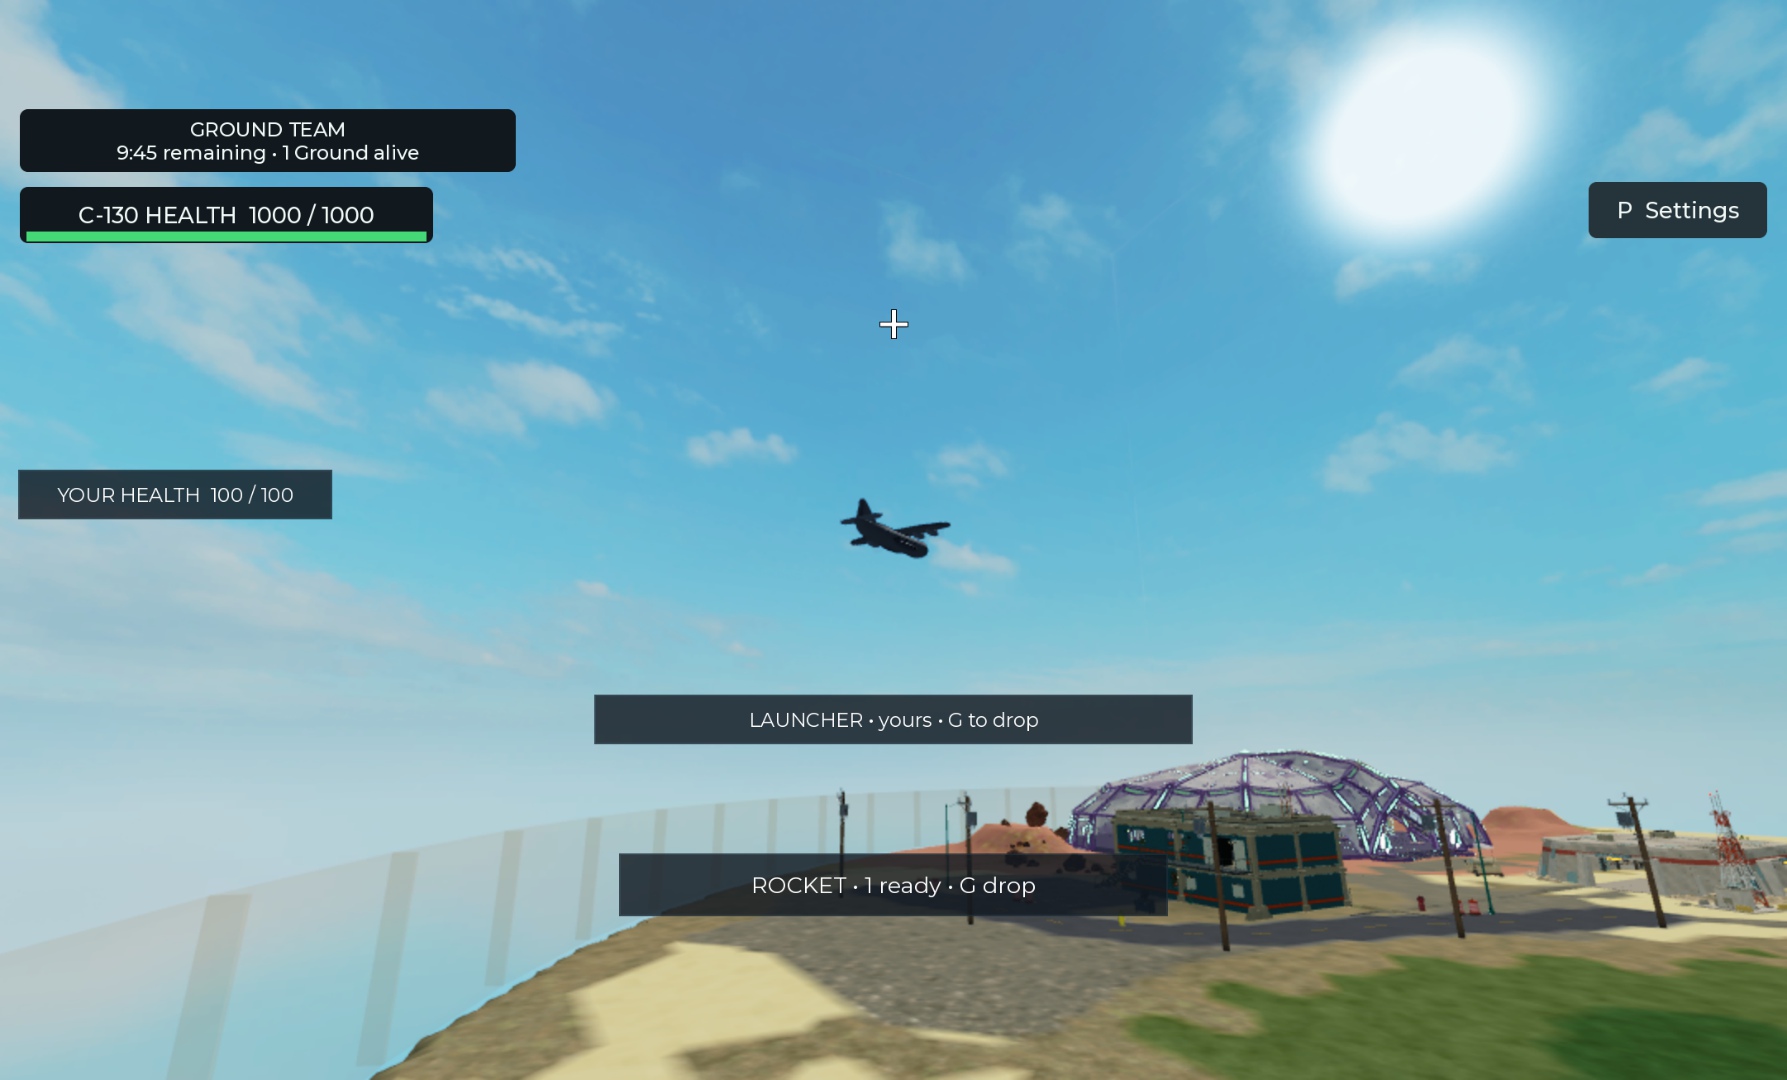 GROUND TEAM
9:45 remaining • 1 Ground alive
C-130 HEALTH 1000 / 1000
P Settings
YOUR HEALTH 100 / 100
LAUNCHER • yours • G to drop
ROCKET • 1 ready • G drop